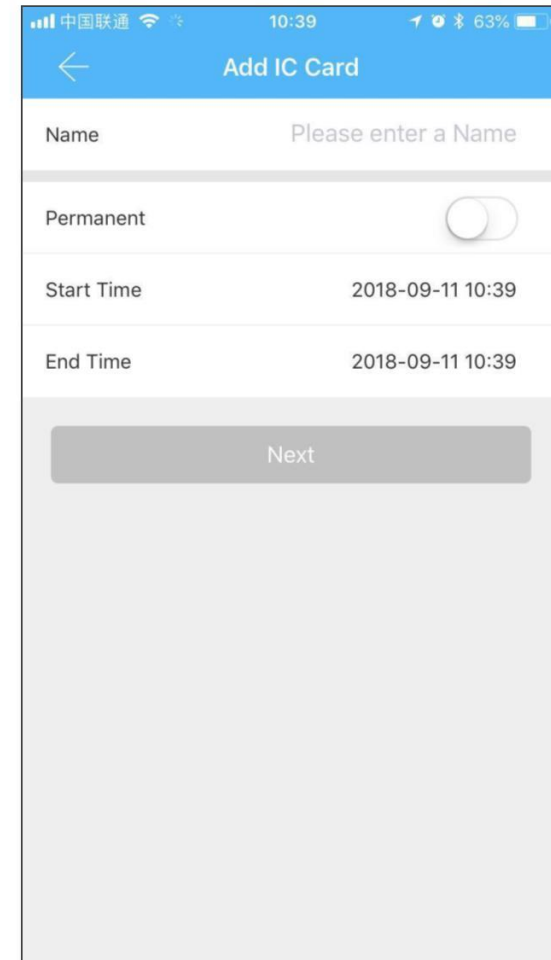 中国联通 10:39 63%
Add IC Card
Name Please enter a Name
Permanent
Start Time 2018-09-11 10:39
End Time 2018-09-11 10:39
Next